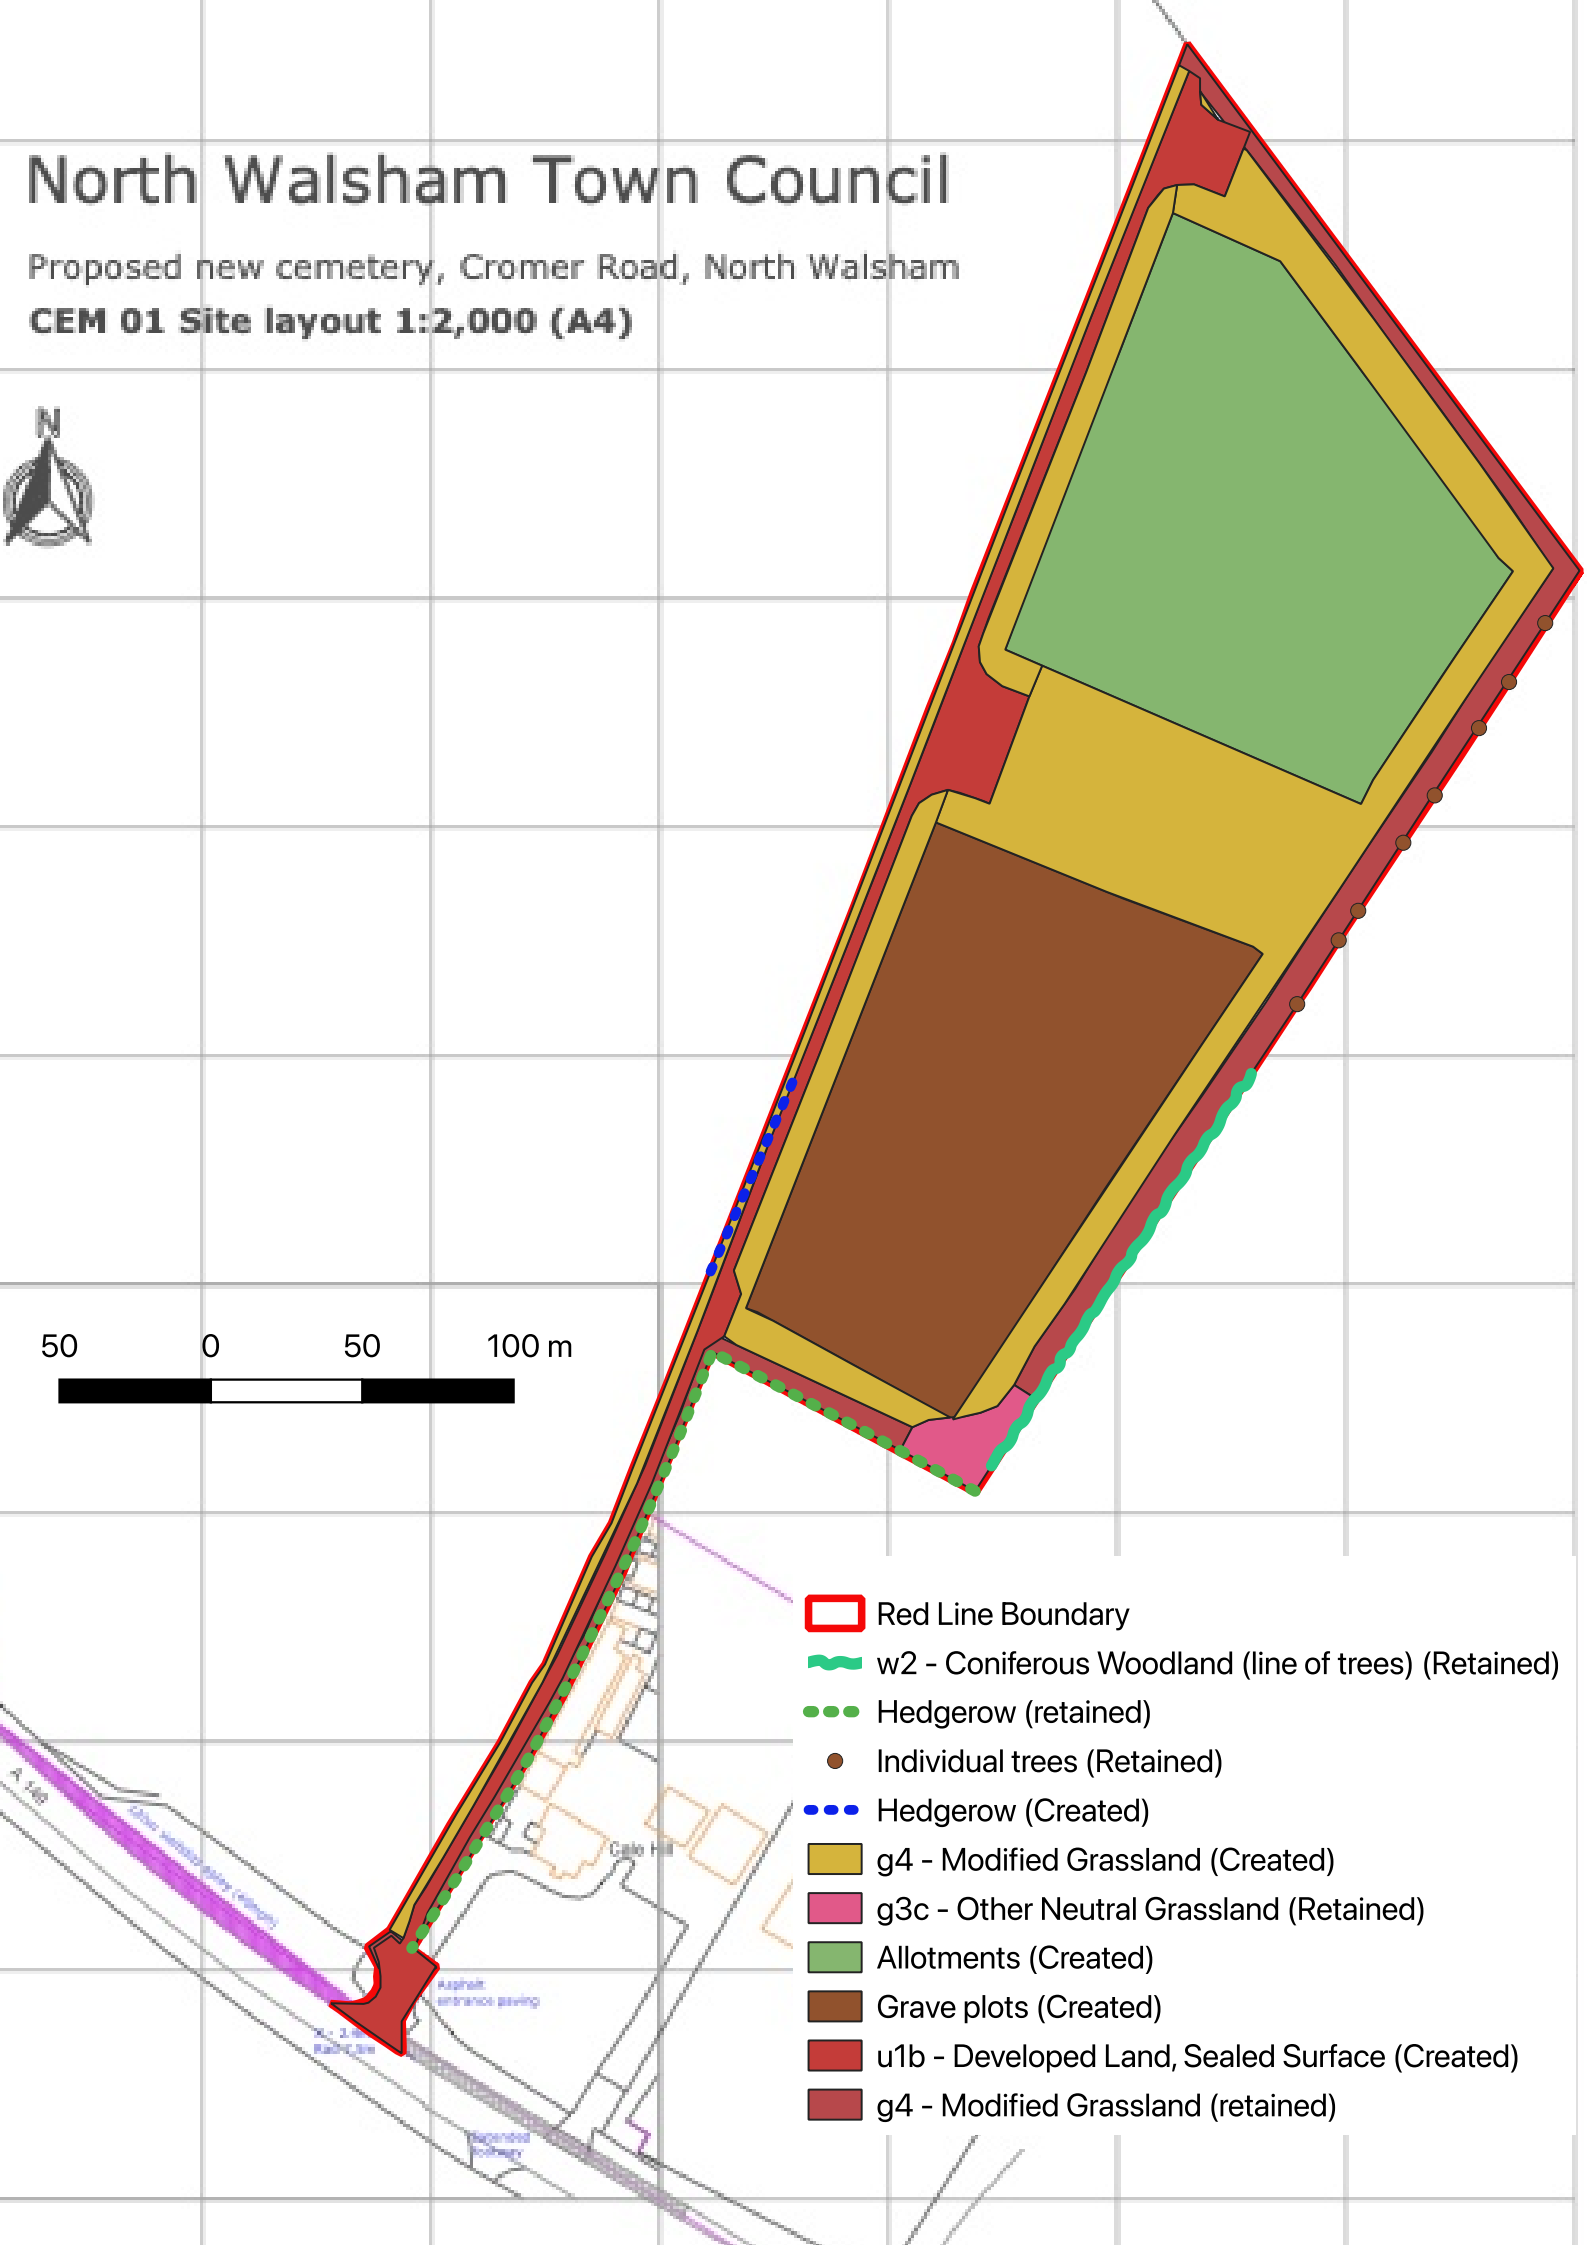 North Walsham Town Council
Proposed new cemetery, Cromer Road, North Walsham
CEM 01 Site layout 1:2,000 (A4)
N
50 0 50 100 m
Red Line Boundary
w2 - Coniferous Woodland (line of trees) (Retained)
Hedgerow (retained)
Individual trees (Retained)
Hedgerow (Created)
g4 - Modified Grassland (Created)
g3c - Other Neutral Grassland (Retained)
Allotments (Created)
Grave plots (Created)
u1b - Developed Land, Sealed Surface (Created)
g4 - Modified Grassland (retained)
A 149
Gale Hill
Asphalt
entrance paving